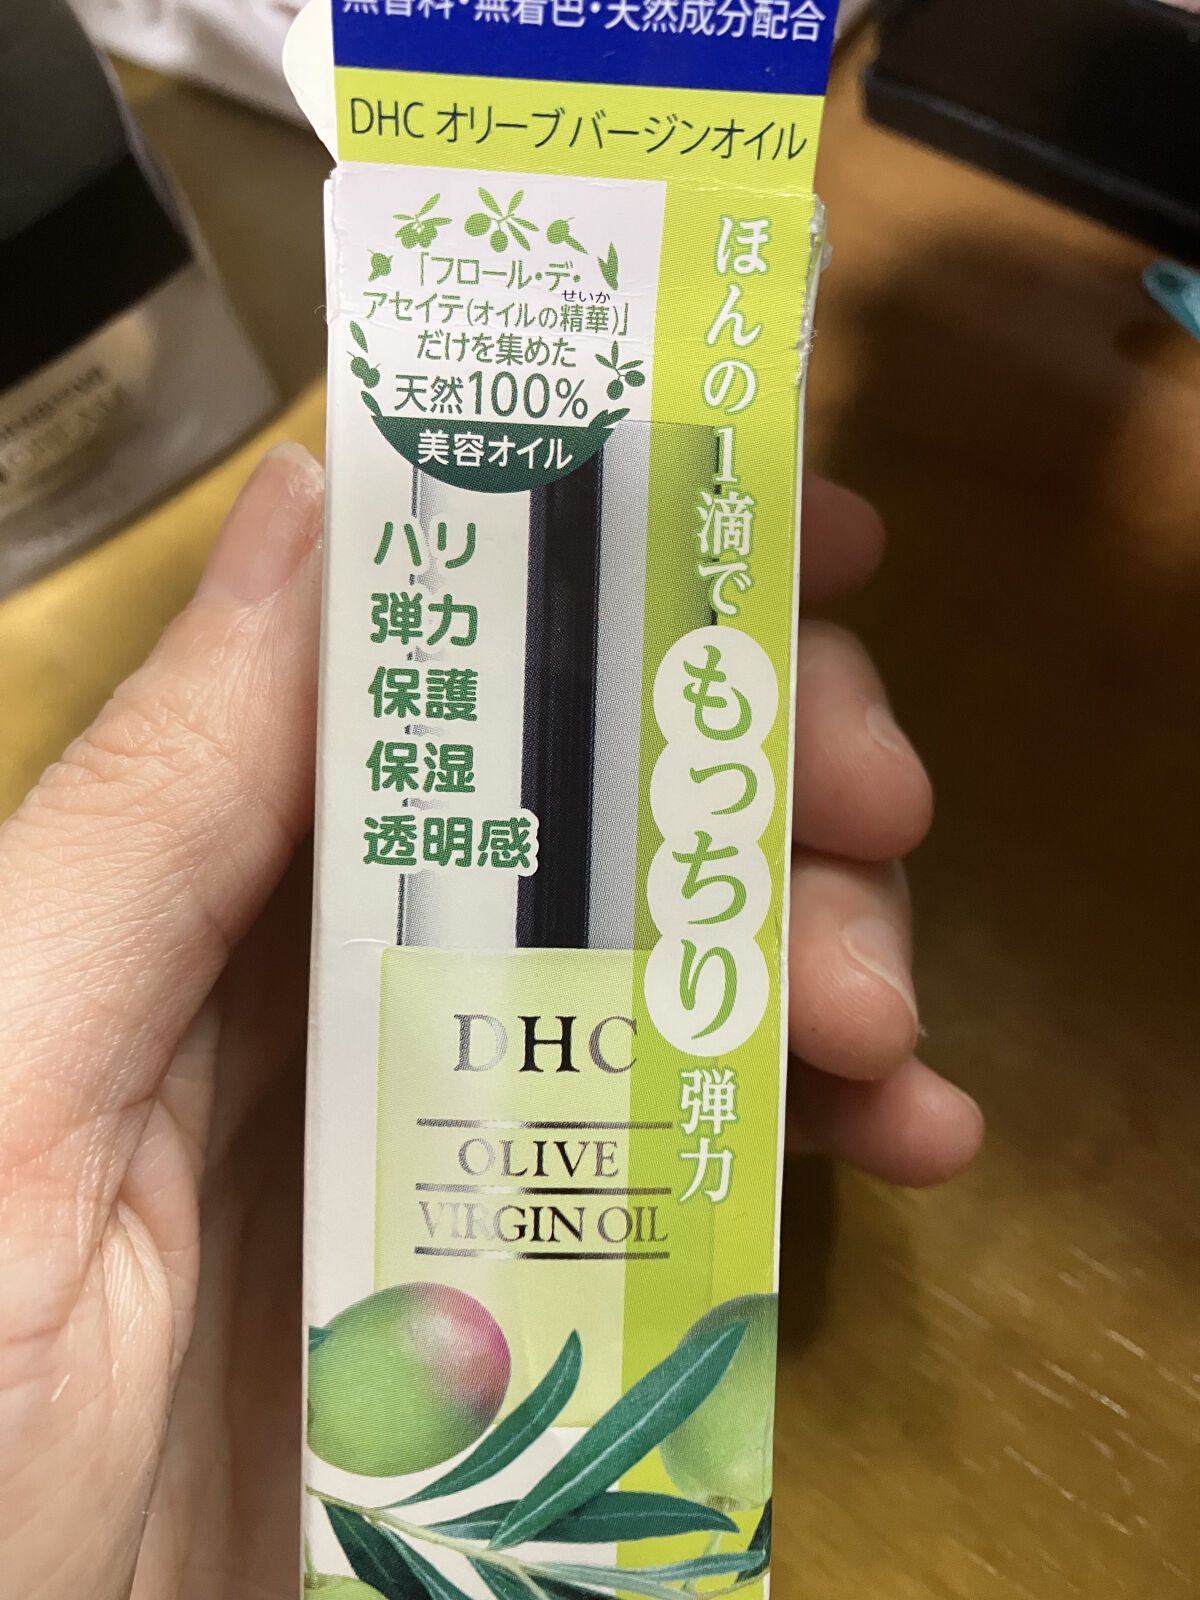 無香料・無着色・天然成分配合
DHC オリーブバージンオイル
「フロール・デ・
アセイテ(オイルの精華)」
せいか
だけを集めた
天然100%
美容オイル
ほんの1滴で
もっちり
弾力
ハリ
弾力
保護
保湿
透明感
DHC
OLIVE
VIRGIN OIL